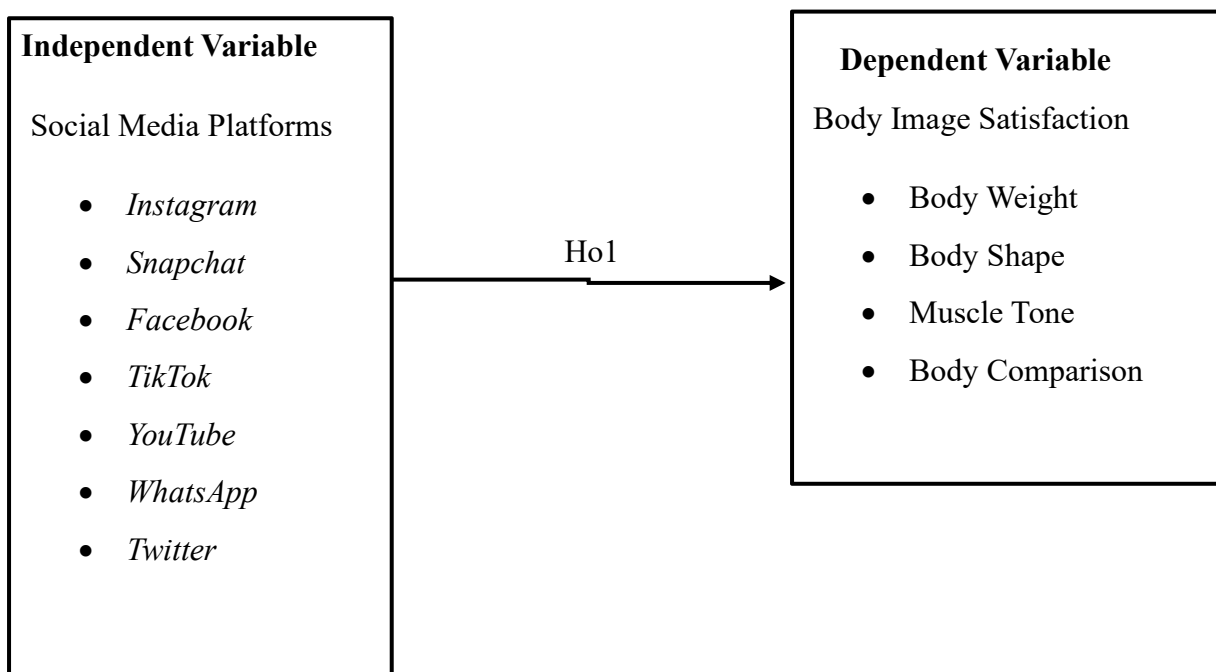 Independent Variable
Social Media Platforms
• Instagram
• Snapchat
• Facebook
• TikTok
• YouTube
• WhatsApp
• Twitter
Ho1
Dependent Variable
Body Image Satisfaction
• Body Weight
• Body Shape
• Muscle Tone
• Body Comparison